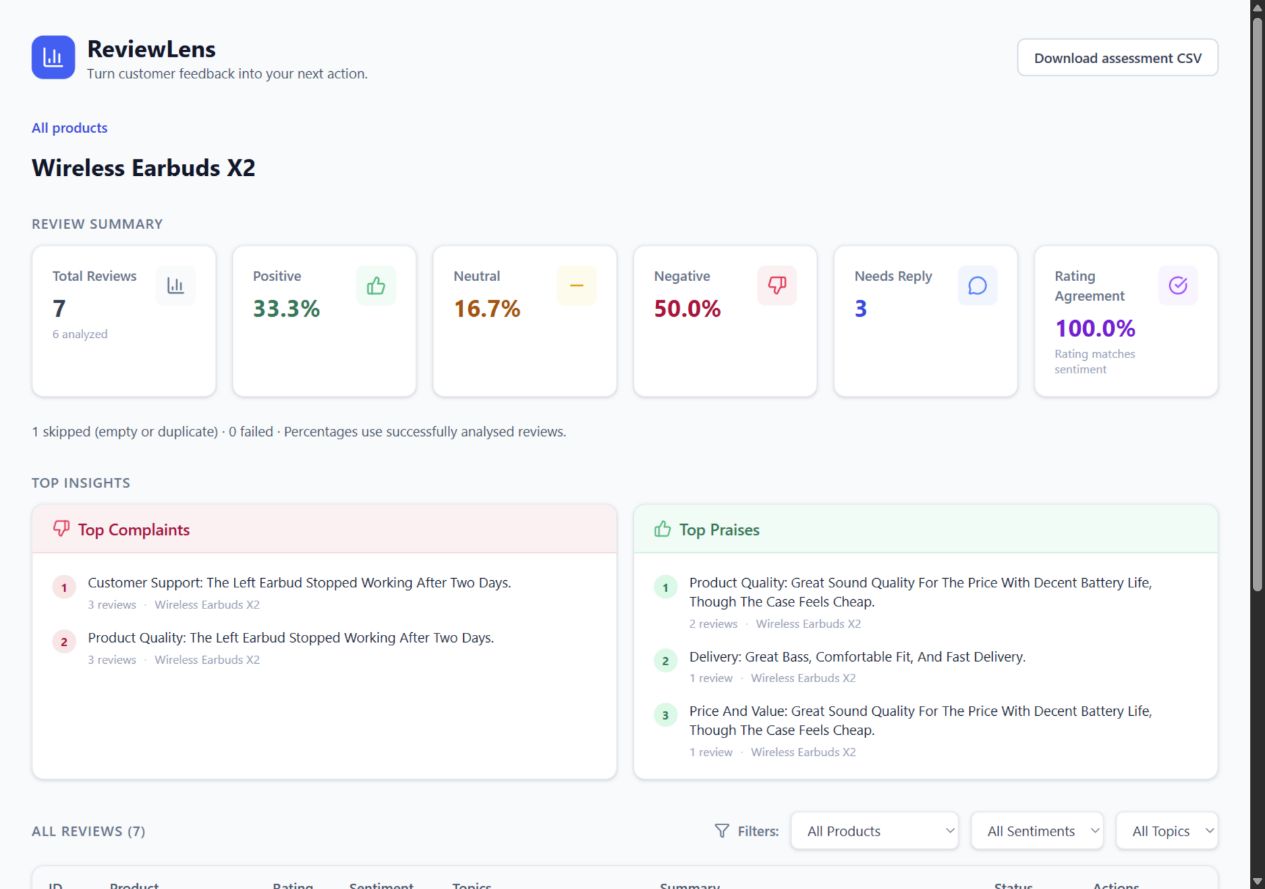 ReviewLens
Turn customer feedback into your next action.
Download assessment CSV
All products
Wireless Earbuds X2
REVIEW SUMMARY
Total Reviews
7
6 analyzed
Positive
33.3%
Neutral
16.7%
Negative
50.0%
Needs Reply
3
Rating
Agreement
100.0%
Rating matches
sentiment
1 skipped (empty or duplicate) · 0 failed · Percentages use successfully analysed reviews.
TOP INSIGHTS
Top Complaints
1 Customer Support: The Left Earbud Stopped Working After Two Days.
3 reviews · Wireless Earbuds X2
2 Product Quality: The Left Earbud Stopped Working After Two Days.
3 reviews · Wireless Earbuds X2
Top Praises
1 Product Quality: Great Sound Quality For The Price With Decent Battery Life,
Though The Case Feels Cheap.
2 reviews · Wireless Earbuds X2
2 Delivery: Great Bass, Comfortable Fit, And Fast Delivery.
1 review · Wireless Earbuds X2
3 Price And Value: Great Sound Quality For The Price With Decent Battery Life,
Though The Case Feels Cheap.
1 review · Wireless Earbuds X2
ALL REVIEWS (7)
Filters: All Products All Sentiments All Topics
ID Product Rating Sentiment Topics Summary Status Actions